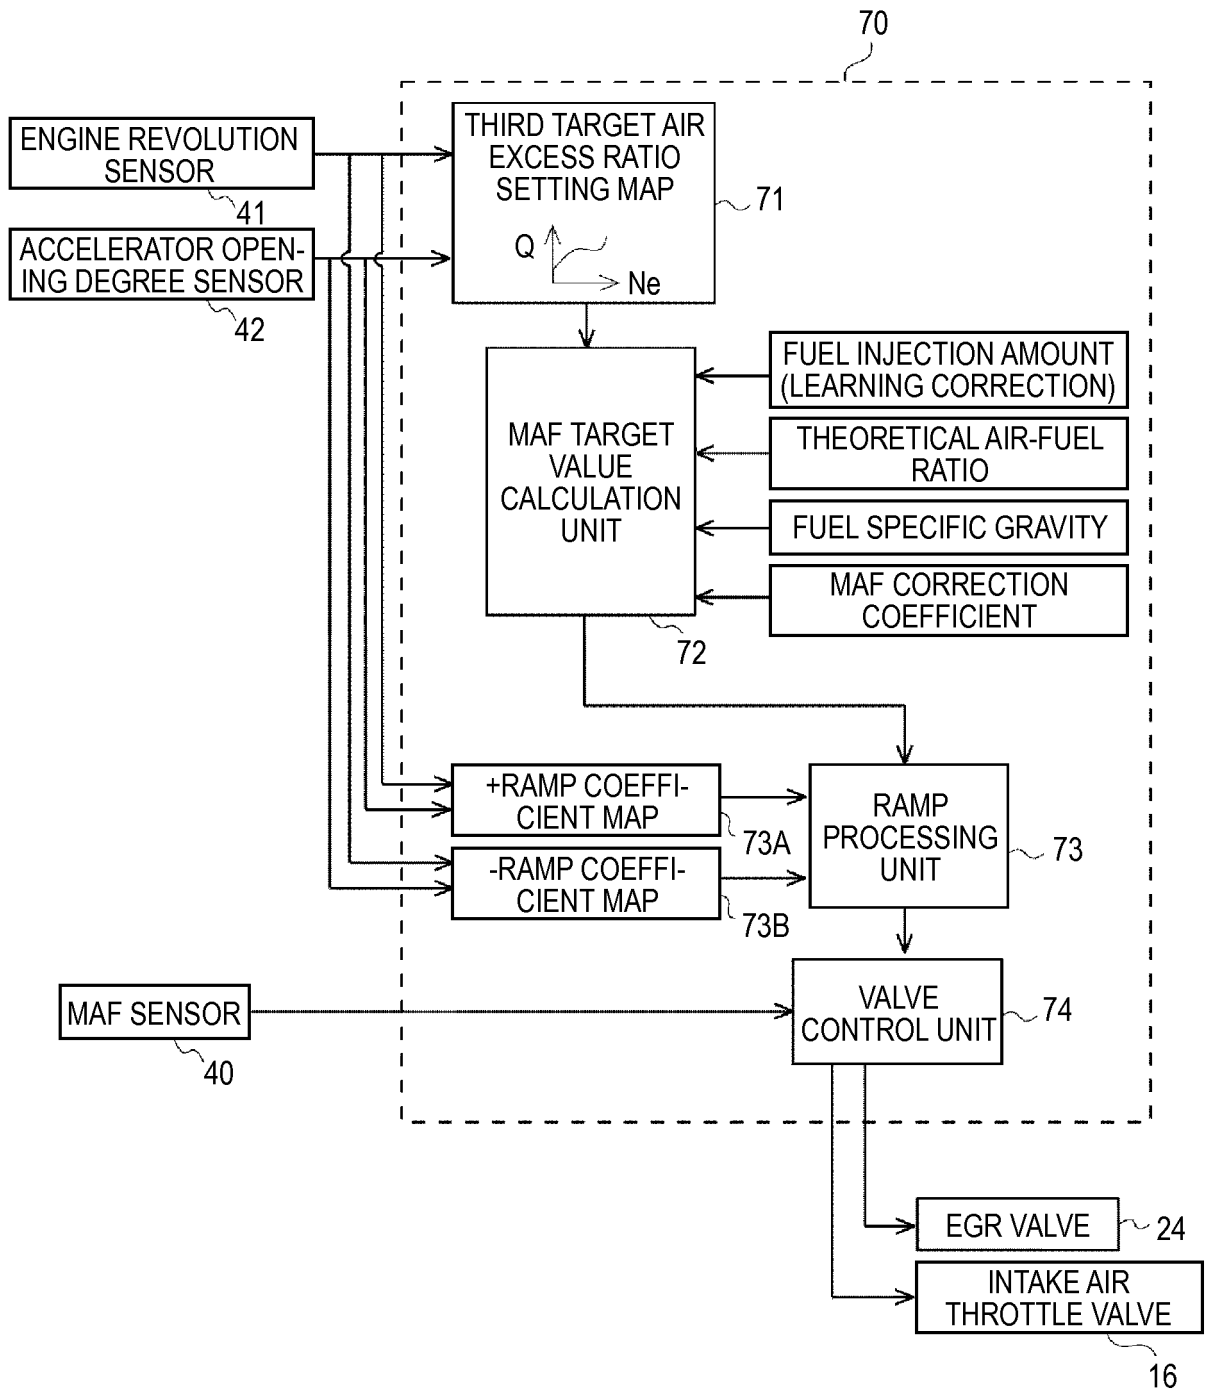 70
ENGINE REVOLUTION
SENSOR
41
ACCELERATOR OPEN-
ING DEGREE SENSOR
42
THIRD TARGET AIR
EXCESS RATIO
SETTING MAP
Q
Ne
71
MAF TARGET
VALUE
CALCULATION
UNIT
72
FUEL INJECTION AMOUNT
(LEARNING CORRECTION)
THEORETICAL AIR-FUEL
RATIO
FUEL SPECIFIC GRAVITY
MAF CORRECTION
COEFFICIENT
+RAMP COEFFI-
CIENT MAP
73A
-RAMP COEFFI-
CIENT MAP
73B
RAMP
PROCESSING
UNIT
73
MAF SENSOR
40
VALVE
CONTROL UNIT
74
EGR VALVE
24
INTAKE AIR
THROTTLE VALVE
16